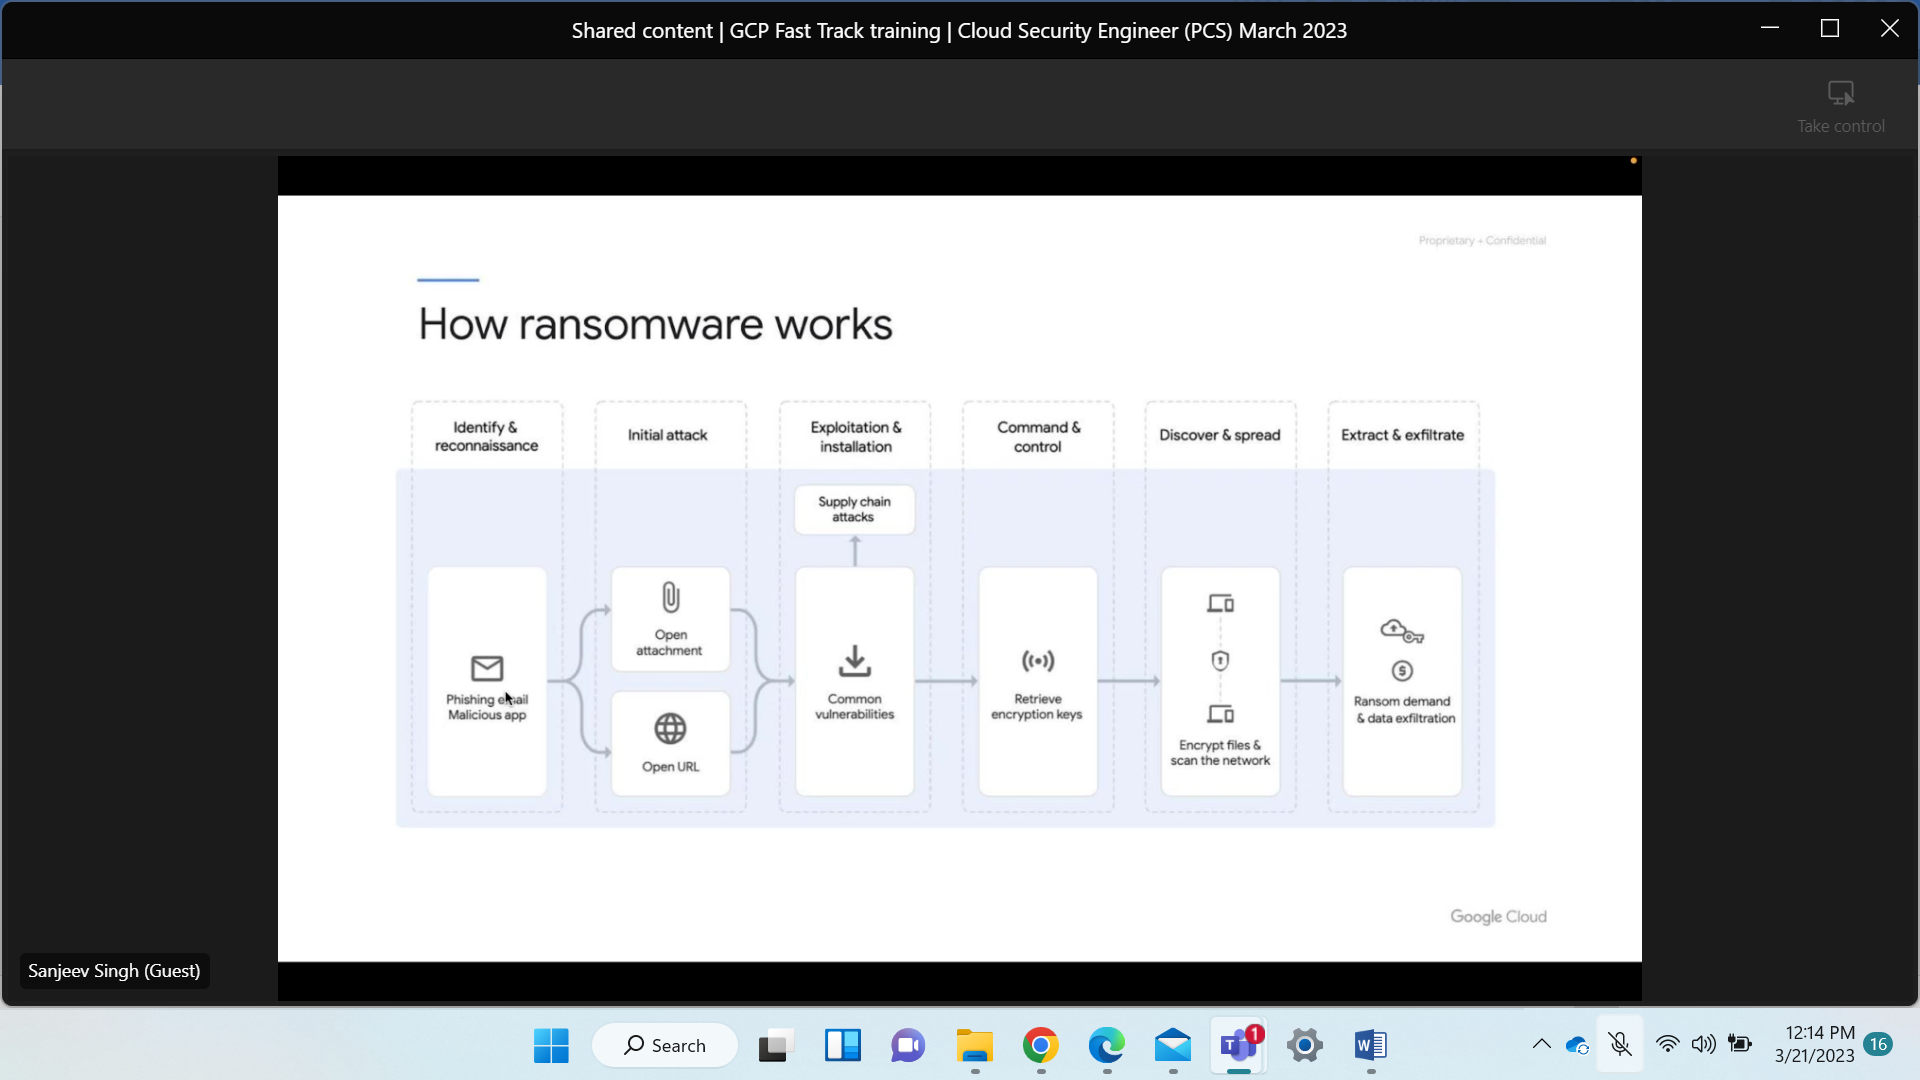 Shared content | GCP Fast Track training | Cloud Security Engineer (PCS) March 2023
Take control
Proprietary + Confidential
How ransomware works
Identify &
reconnaissance
Initial attack
Exploitation &
installation
Command &
control
Discover & spread
Extract & exfiltrate
Supply chain
attacks
Phishing email
Malicious app
Open
attachment
Open URL
Common
vulnerabilities
Retrieve
encryption keys
Encrypt files &
scan the network
Ransom demand
& data exfiltration
Google Cloud
Sanjeev Singh (Guest)
Search
1
12:14 PM
3/21/2023
16